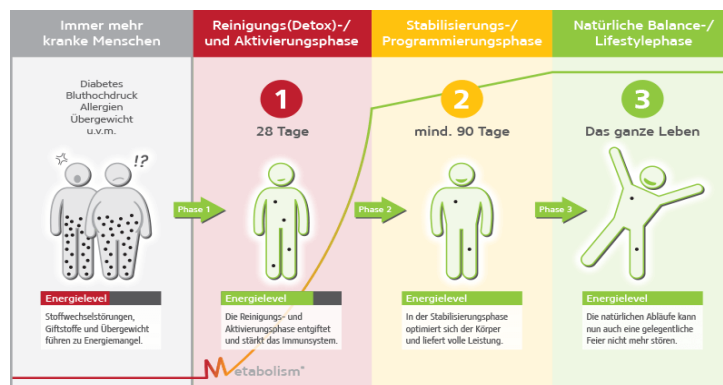 Immer mehr
kranke Menschen
Diabetes
Bluthochdruck
Allergien
Übergewicht
u.v.m.
!?
Energielevel
Stoffwechselstörungen,
Giftstoffe und Übergewicht
führen zu Energiemangel.
Phase 1
Reinigungs(Detox)-/
und Aktivierungsphase
1
28 Tage
Energielevel
Die Reinigungs- und
Aktivierungsphase entgiftet
und stärkt das Immunsystem.
Metabolism*
Phase 2
Stabilisierungs-/
Programmierungsphase
2
mind. 90 Tage
Energielevel
In der Stabilisierungsphase
optimiert sich der Körper
und liefert volle Leistung.
Phase 3
Natürliche Balance-/
Lifestylephase
3
Das ganze Leben
Energielevel
Die natürlichen Abläufe kann
nun auch eine gelegentliche
Feier nicht mehr stören.